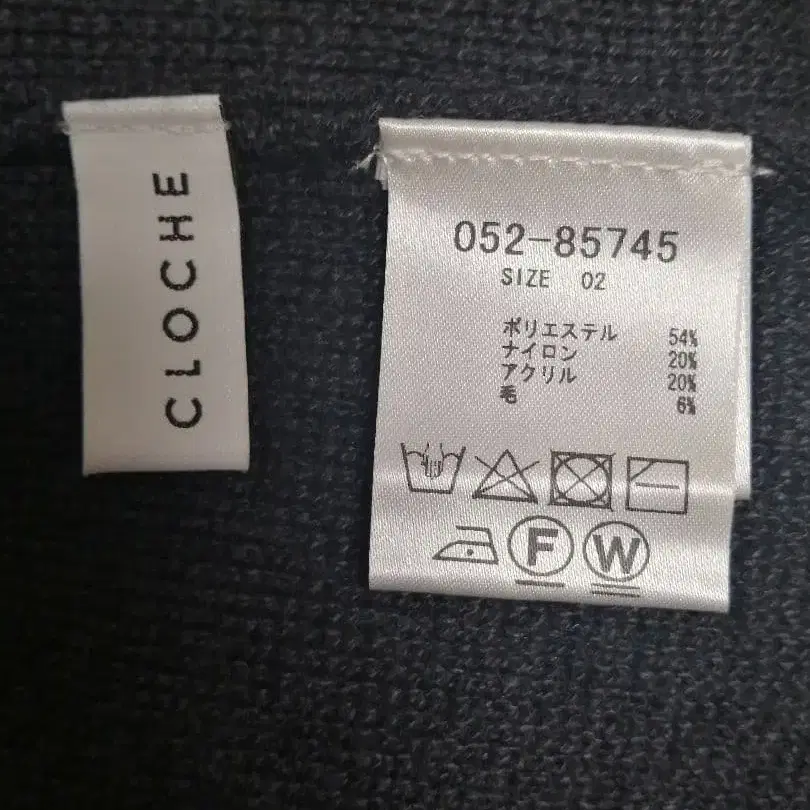 CLOCHE
052-85745
SIZE 02
ポリエステル 54%
ナイロン 20%
アクリル 20%
毛 6%
F W